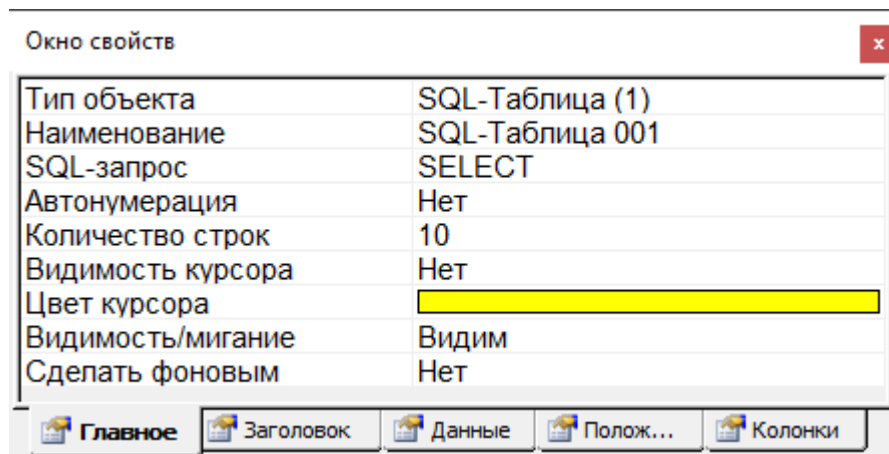 Окно свойств
x
Тип объекта SQL-Таблица (1)
Наименование SQL-Таблица 001
SQL-запрос SELECT
Автонумерация Нет
Количество строк 10
Видимость курсора Нет
Цвет курсора
Видимость/мигание Видим
Сделать фоновым Нет
Главное Заголовок Данные Полож... Колонки